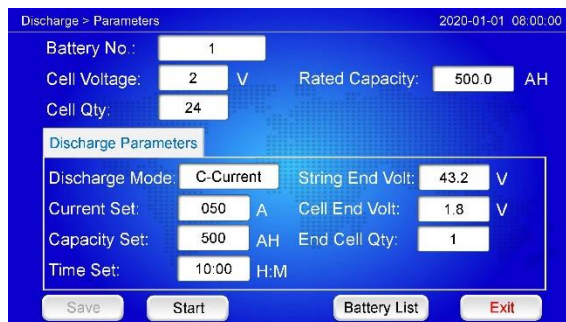 Discharge > Parameters 2020-01-01 08:00:00
Battery No.: 1
Cell Voltage: 2 V Rated Capacity: 500.0 AH
Cell Qty: 24
Discharge Parameters
Discharge Mode: C-Current String End Volt: 43.2 V
Current Set: 050 A Cell End Volt: 1.8 V
Capacity Set: 500 AH End Cell Qty: 1
Time Set: 10:00 H:M
Save Start Battery List Exit